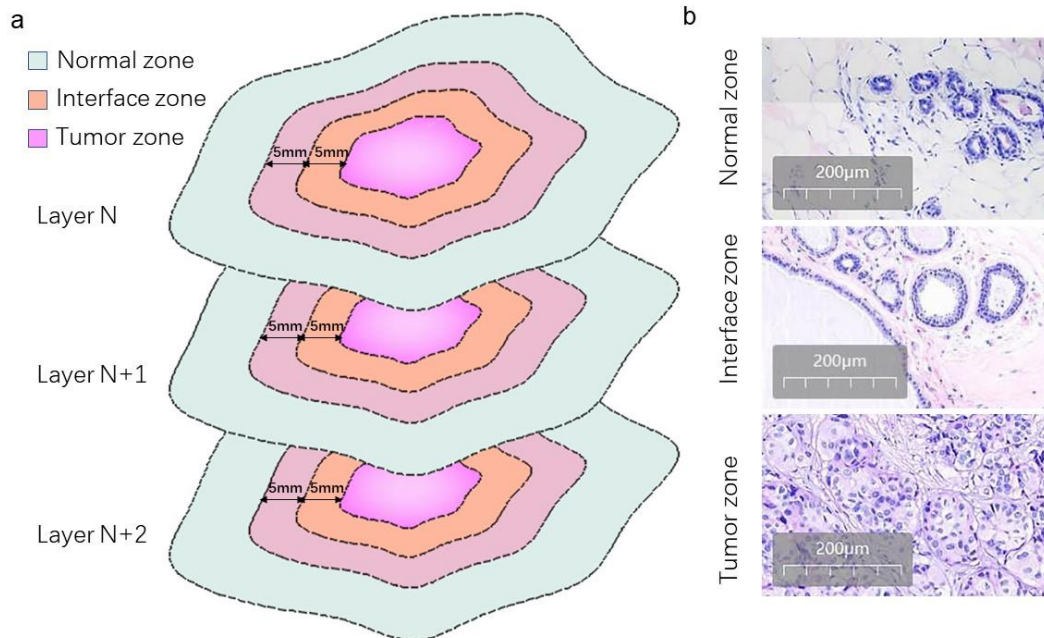 a
Normal zone
Interface zone
Tumor zone
5mm 5mm
Layer N
5mm 5mm
Layer N+1
5mm 5mm
Layer N+2
b
Normal zone
200μm
Interface zone
200μm
Tumor zone
200μm